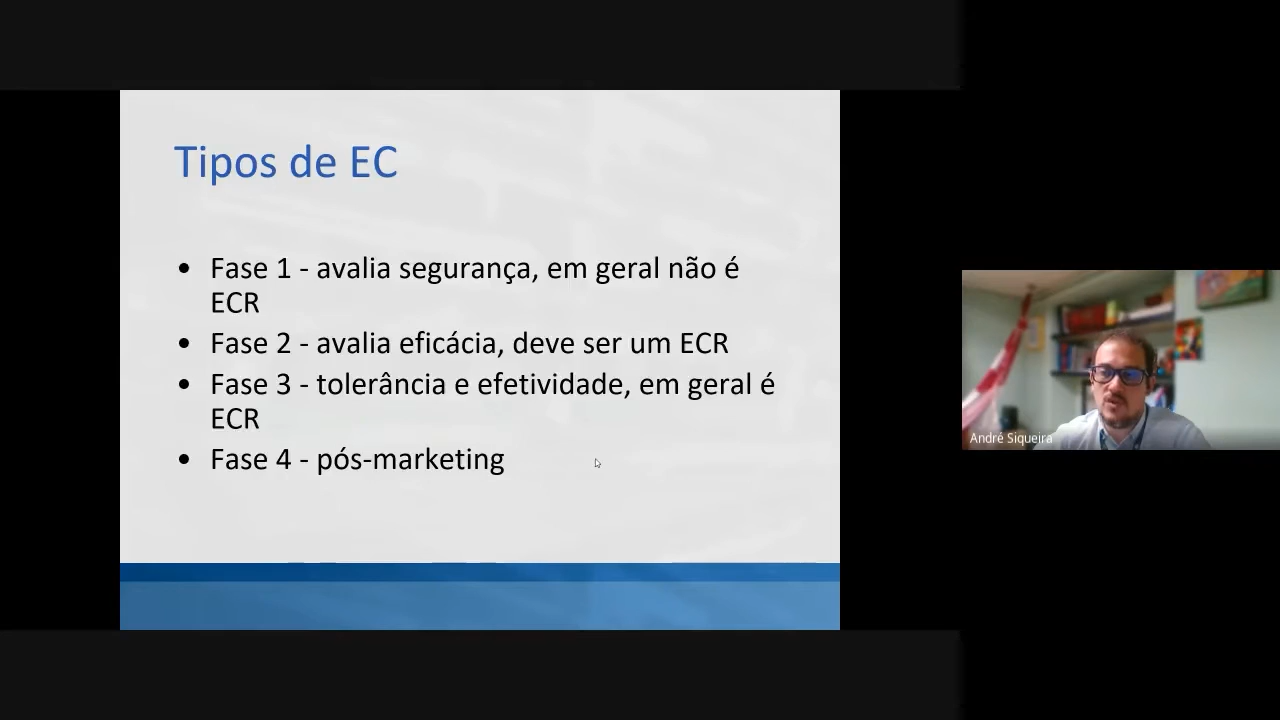 Tipos de EC
• Fase 1 - avalia segurança, em geral não é
ECR
• Fase 2 - avalia eficácia, deve ser um ECR
• Fase 3 - tolerância e efetividade, em geral é
ECR
• Fase 4 - pós-marketing
André Siqueira